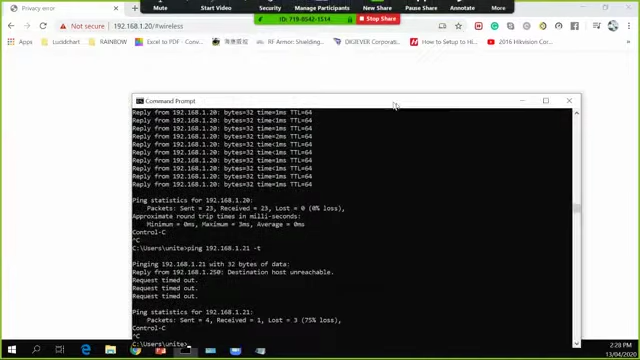 Mute
Start Video
Security
Manage Participants
New Share
Pause Share
Annotate
More
Privacy error
ID: 719-8542-1514
Stop Share
Not secure
192.168.1.20/#wireless
Apps
Luciddchart
RAINBOW
Excel to PDF - Conv...
RF Armor: Shielding...
DIGIEVER Corporati...
How to Setup to Hi...
2016 Hikvision Cor...
Command Prompt
Reply from 192.168.1.20: bytes=32 time=1ms TTL=64
Reply from 192.168.1.20: bytes=32 time<1ms TTL=64
Reply from 192.168.1.20: bytes=32 time<1ms TTL=64
Reply from 192.168.1.20: bytes=32 time=2ms TTL=64
Reply from 192.168.1.20: bytes=32 time<1ms TTL=64
Reply from 192.168.1.20: bytes=32 time=1ms TTL=64
Reply from 192.168.1.20: bytes=32 time=1ms TTL=64
Reply from 192.168.1.20: bytes=32 time<1ms TTL=64
Reply from 192.168.1.20: bytes=32 time=1ms TTL=64
Reply from 192.168.1.20: bytes=32 time<1ms TTL=64
Ping statistics for 192.168.1.20:
Packets: Sent = 23, Received = 23, Lost = 0 (0% loss),
Approximate round trip times in milli-seconds:
Minimum = 0ms, Maximum = 3ms, Average = 0ms
Control-C
^C
C:\Users\unite>ping 192.168.1.21 -t
Pinging 192.168.1.21 with 32 bytes of data:
Reply from 192.168.1.250: Destination host unreachable.
Request timed out.
Request timed out.
Request timed out.
Ping statistics for 192.168.1.21:
Packets: Sent = 4, Received = 1, Lost = 3 (75% loss),
Control-C
^C
C:\Users\unite>
2:28 PM
13/04/2020